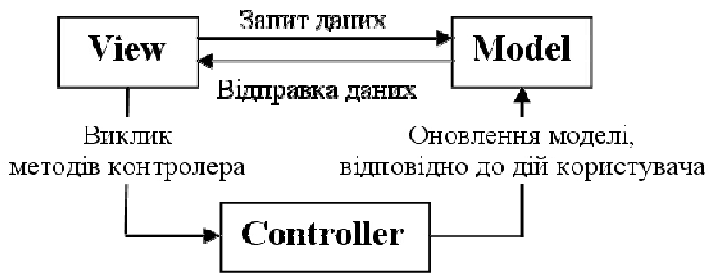 Запит даних
View
Model
Відправка даних
Виклик
методів контролера
Оновлення моделі,
відповідно до дій користувача
Controller